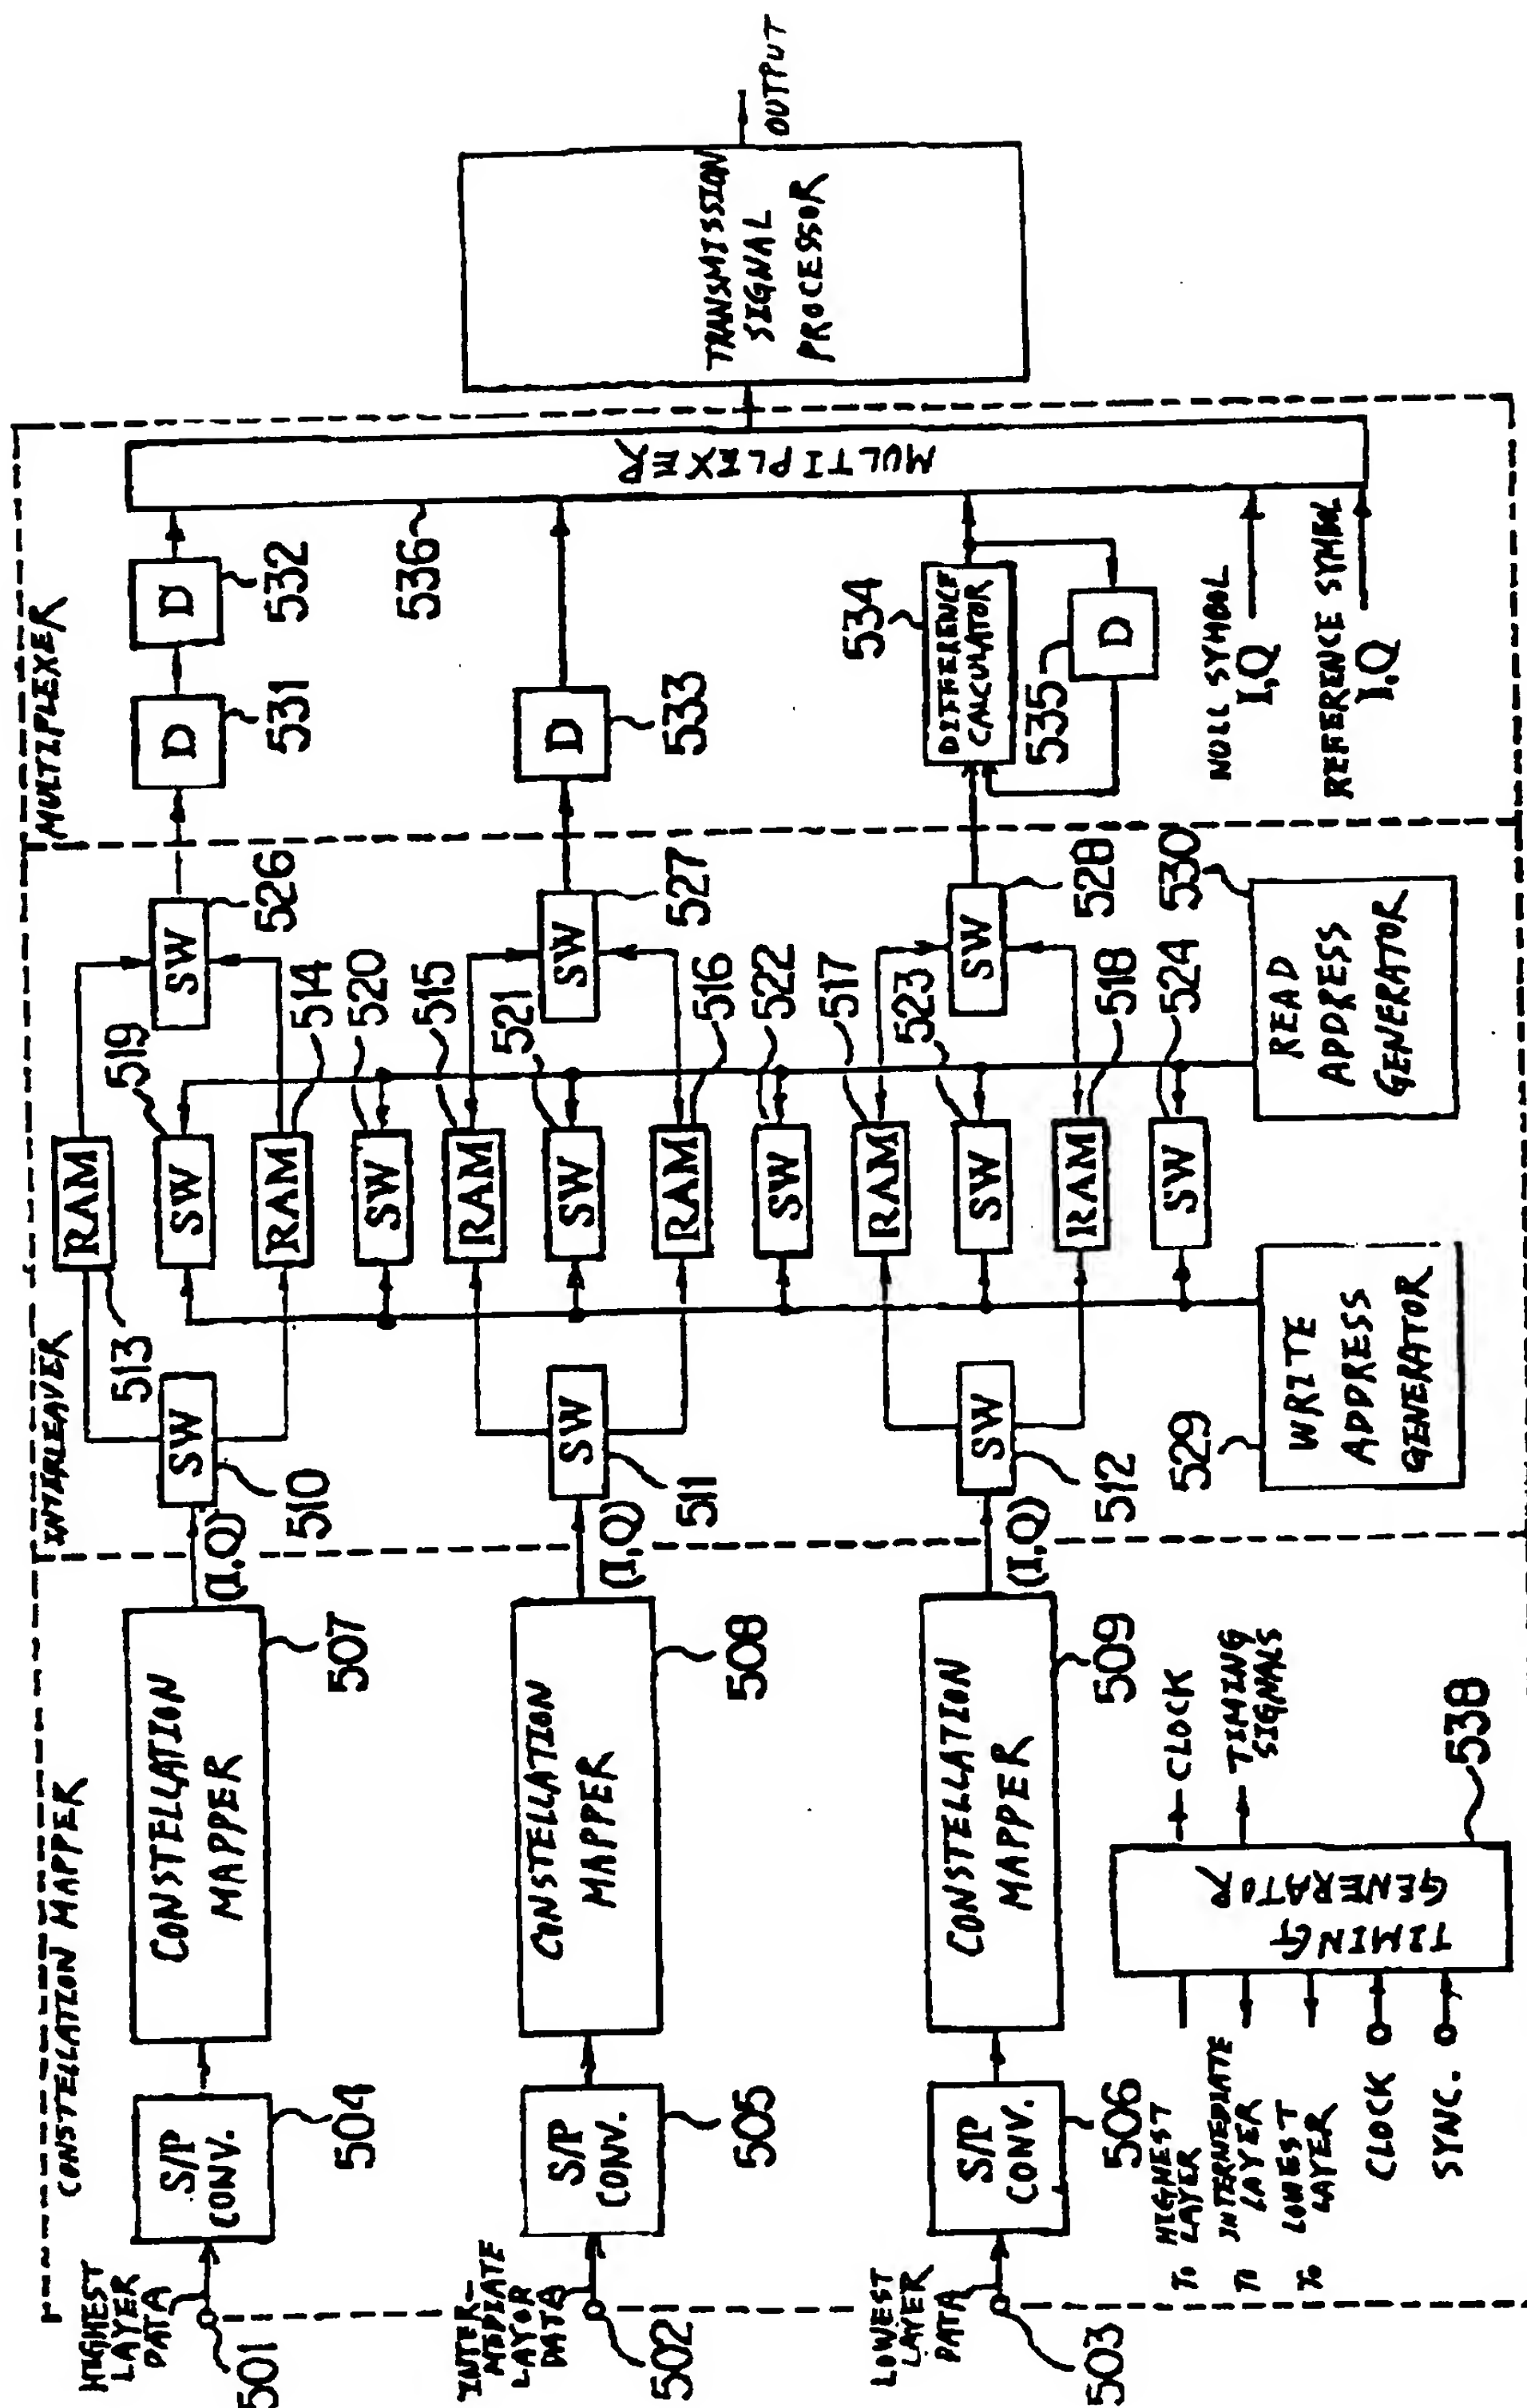 CONSTELLATION MAPPER
INTERLEAVER
MULTIPLEXER
HIGHEST
LAYER
DATA
501
S/P
CONV.
504
CONSTELLATION
MAPPER
507
(I,Q)
SW
510
RAM
513
SW
519
RAM
514
SW
520
SW
526
D
531
D
532
INTER-
MEDIATE
LAYOR
DATA
502
S/P
CONV.
505
CONSTELLATION
MAPPER
508
(I,Q)
SW
511
RAM
515
SW
521
RAM
516
SW
522
SW
527
D
533
536
MULTIPLEXER
TRANSMISSION
SIGNAL
PROCESSOR
OUTPUT
LOWEST
LAYER
DATA
503
S/P
CONV.
506
CONSTELLATION
MAPPER
509
(I,Q)
SW
512
RAM
517
SW
523
RAM
518
SW
524
SW
528
DIFFERENCE
CALCULATOR
534
D
535
NULL SYMBOL
I,Q
REFERENCE SYMBOL
I,Q
TO HIGHEST
LAYER
TO INTERMEDIATE
LAYER
TO LOWEST
LAYER
CLOCK
SYNC.
TIMING
GENERATOR
538
CLOCK
TIMING
SIGNALS
529
WRITE
ADDRESS
GENERATOR
530
READ
ADDRESS
GENERATOR